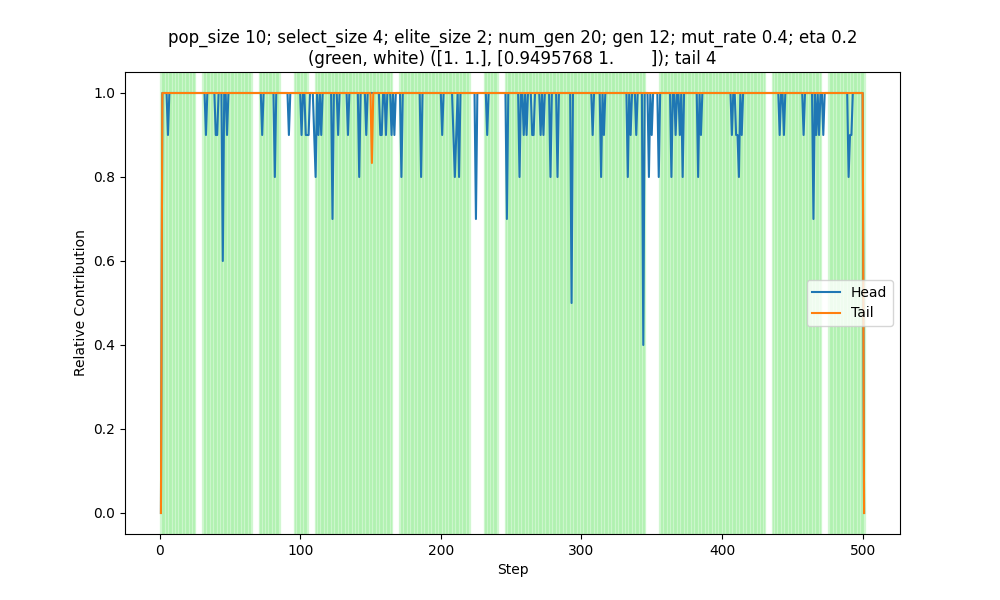 pop_size 10; select_size 4; elite_size 2; num_gen 20; gen 12; mut_rate 0.4; eta 0.2
(green, white) ([1. 1.], [0.9495768 1.        ]); tail 4
1.0
0.8
0.6
0.4
0.2
0.0
Relative Contribution
Head
Tail
0
100
200
300
400
500
Step